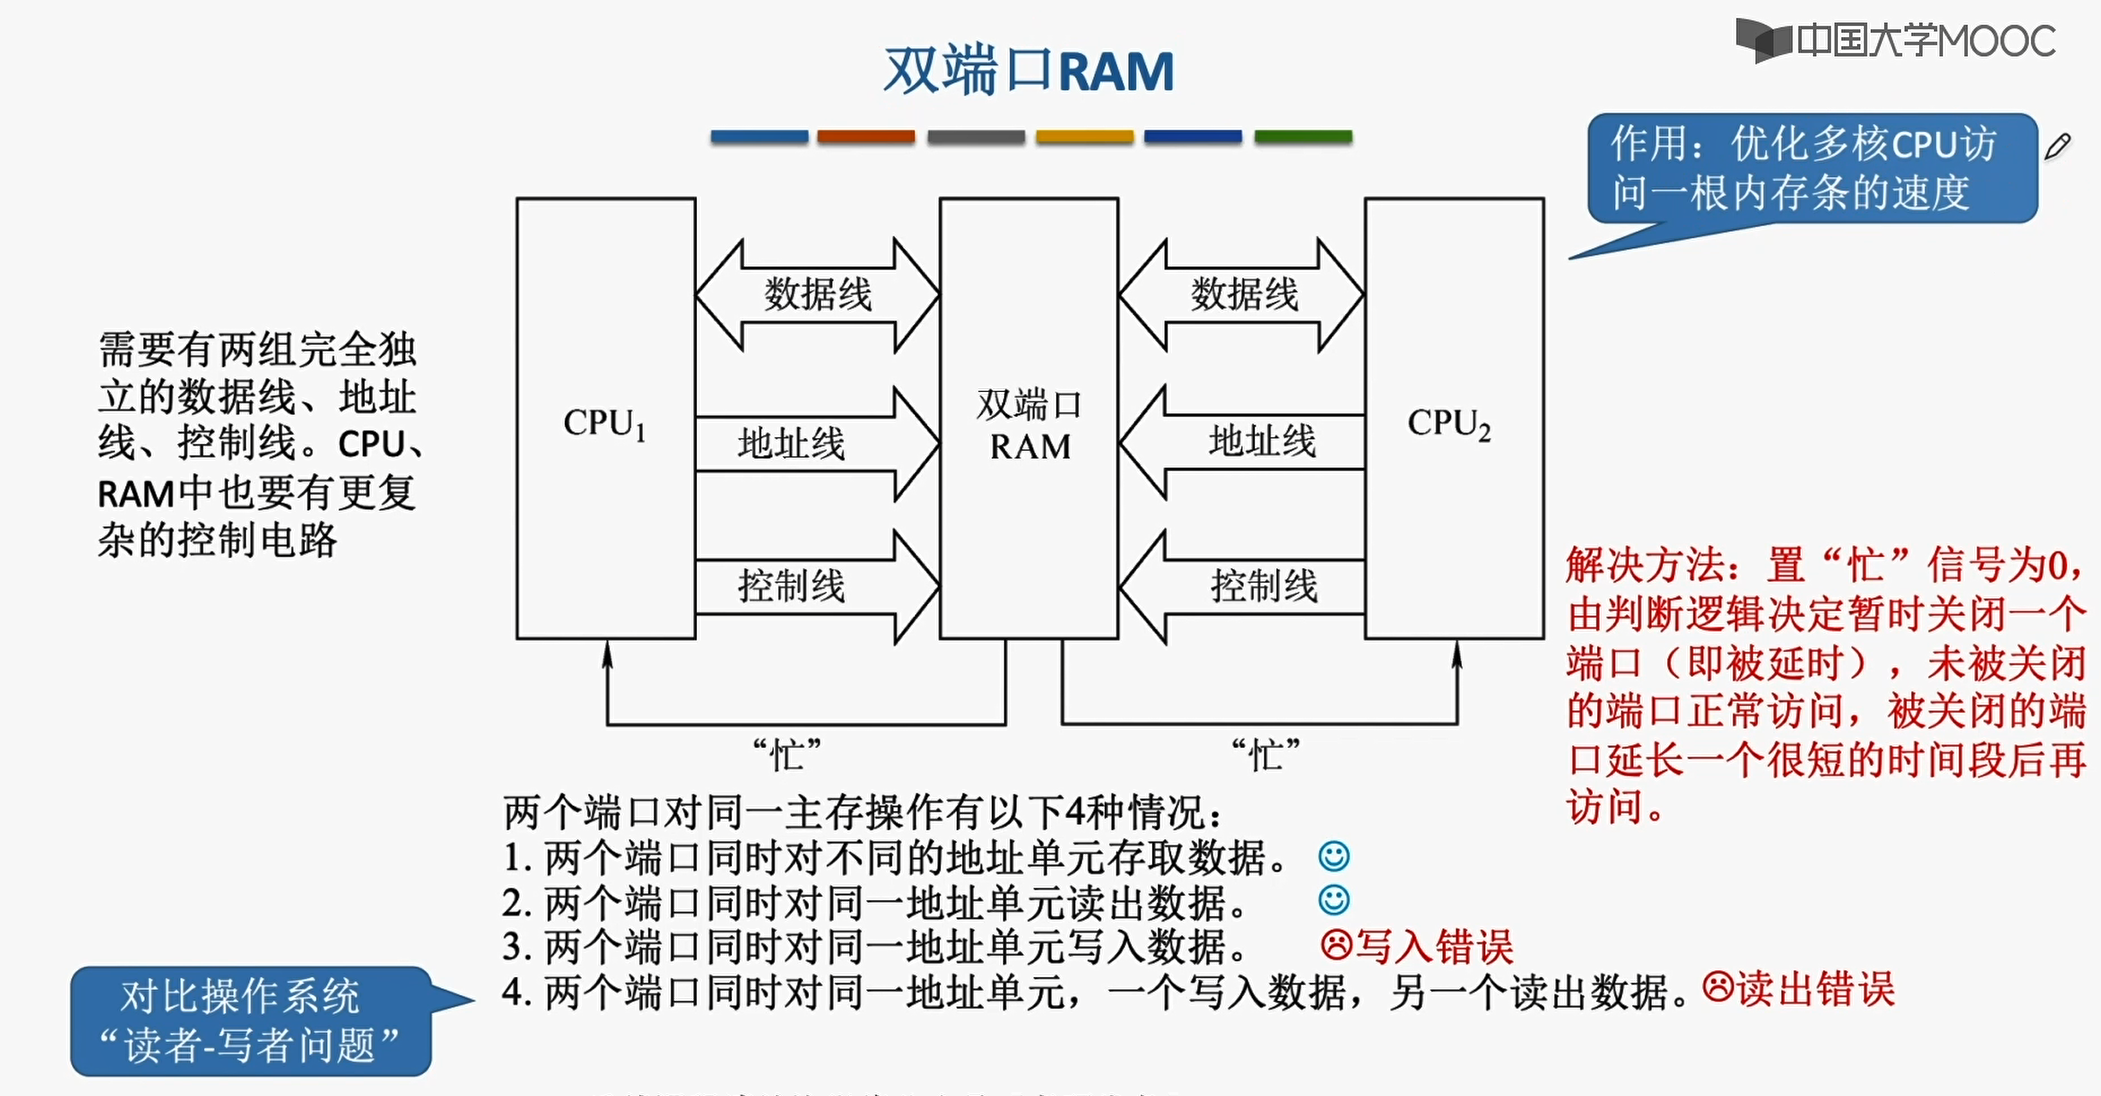 中国大学MOOC
双端口RAM
作用：优化多核CPU访
问一根内存条的速度
需要有两组完全独
立的数据线、地址
线、控制线。CPU、
RAM中也要有更复
杂的控制电路
数据线
数据线
CPU1
双端口
RAM
CPU2
地址线
地址线
控制线
控制线
“忙”
“忙”
解决方法：置“忙”信号为0，
由判断逻辑决定暂时关闭一个
端口（即被延时），未被关闭
的端口正常访问，被关闭的端
口延长一个很短的时间段后再
访问。
两个端口对同一主存操作有以下4种情况：
1. 两个端口同时对不同的地址单元存取数据。
2. 两个端口同时对同一地址单元读出数据。
3. 两个端口同时对同一地址单元写入数据。 写入错误
4. 两个端口同时对同一地址单元，一个写入数据，另一个读出数据。 读出错误
对比操作系统
“读者-写者问题”